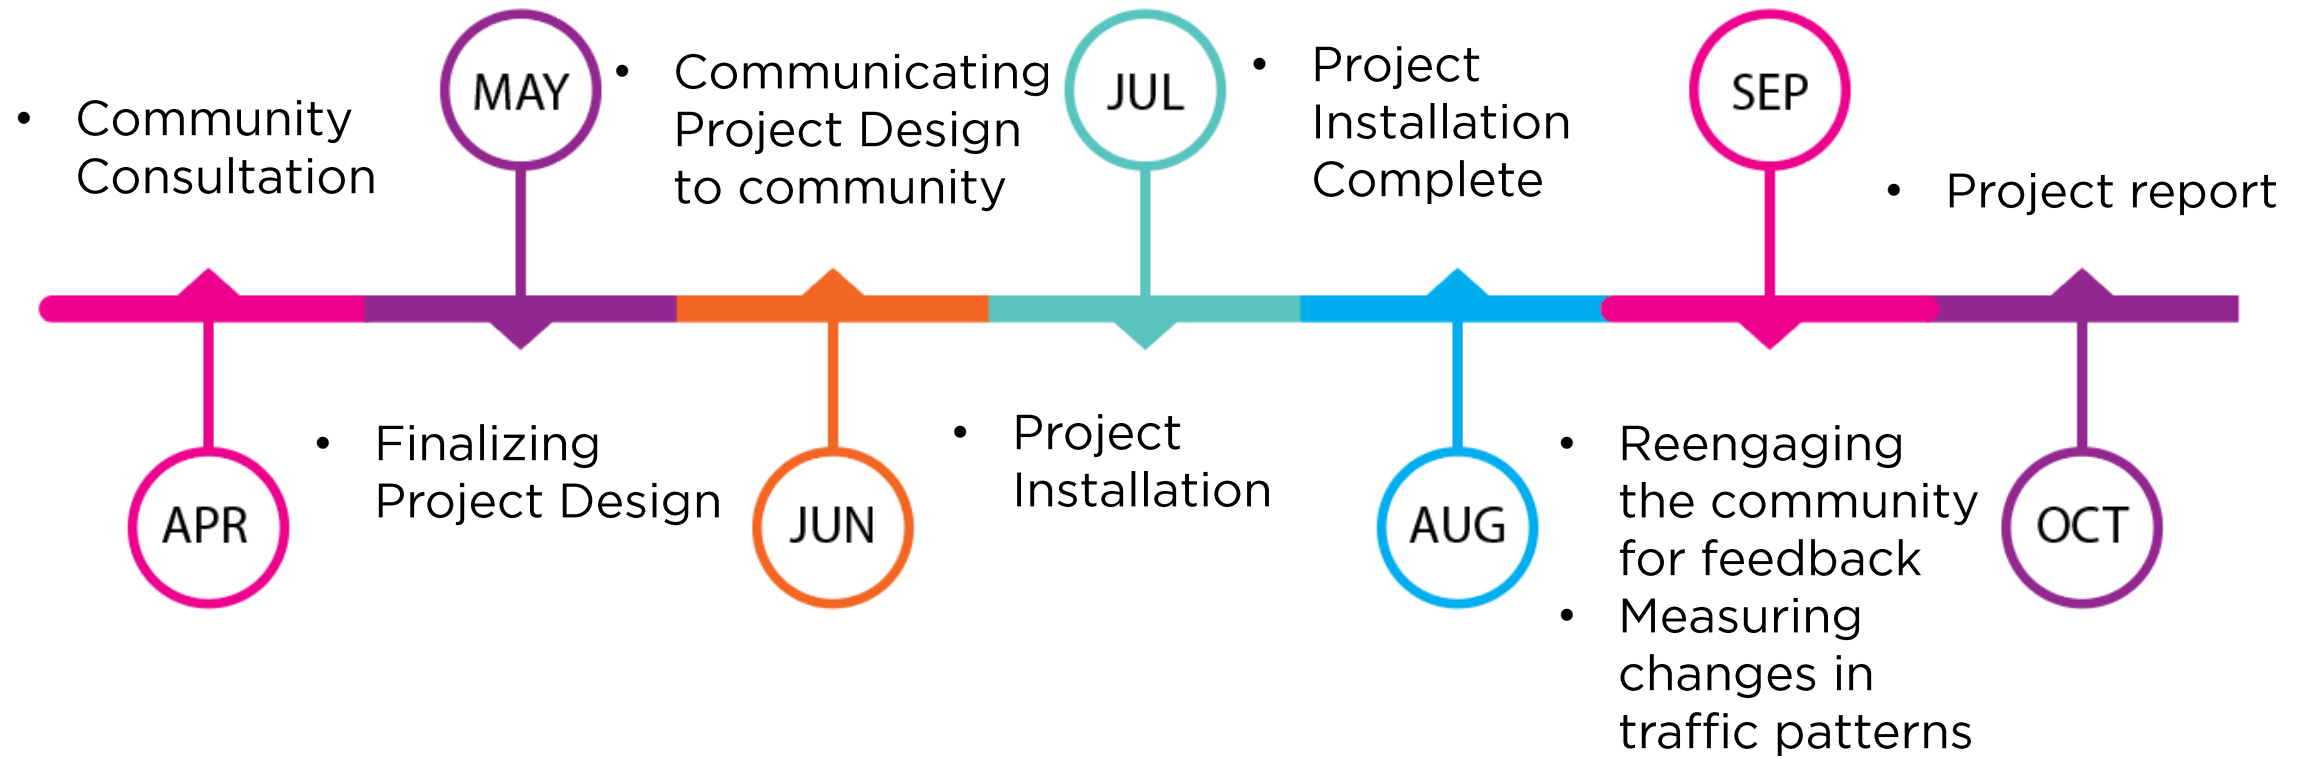 APR
• Community
Consultation
MAY
• Finalizing
Project Design
JUN
• Communicating
Project Design
to community
JUL
• Project
Installation
AUG
• Project
Installation
Complete
SEP
• Reengaging
the community
for feedback
• Measuring
changes in
traffic patterns
OCT
• Project report